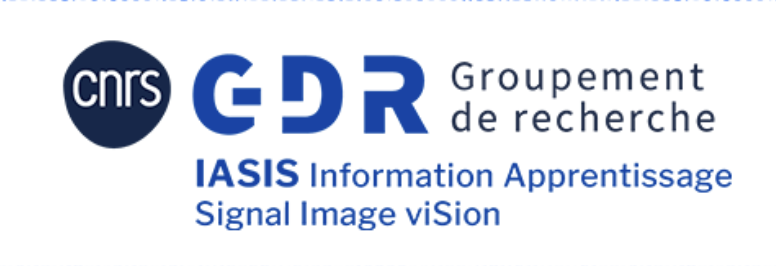 cnrs GDR Groupement
de recherche
IASIS Information Apprentissage
Signal Image viSion